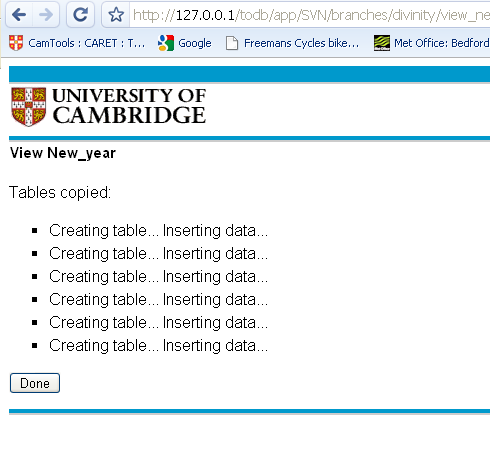 http://127.0.0.1/todb/app/SVN/branches/divinity/view_ne
CamTools : CARET : T... Google Freemans Cycles bike... Met Office: Bedford
UNIVERSITY OF
CAMBRIDGE
View New_year
Tables copied:
Creating table... Inserting data...
Creating table... Inserting data...
Creating table... Inserting data...
Creating table... Inserting data...
Creating table... Inserting data...
Creating table... Inserting data...
Done